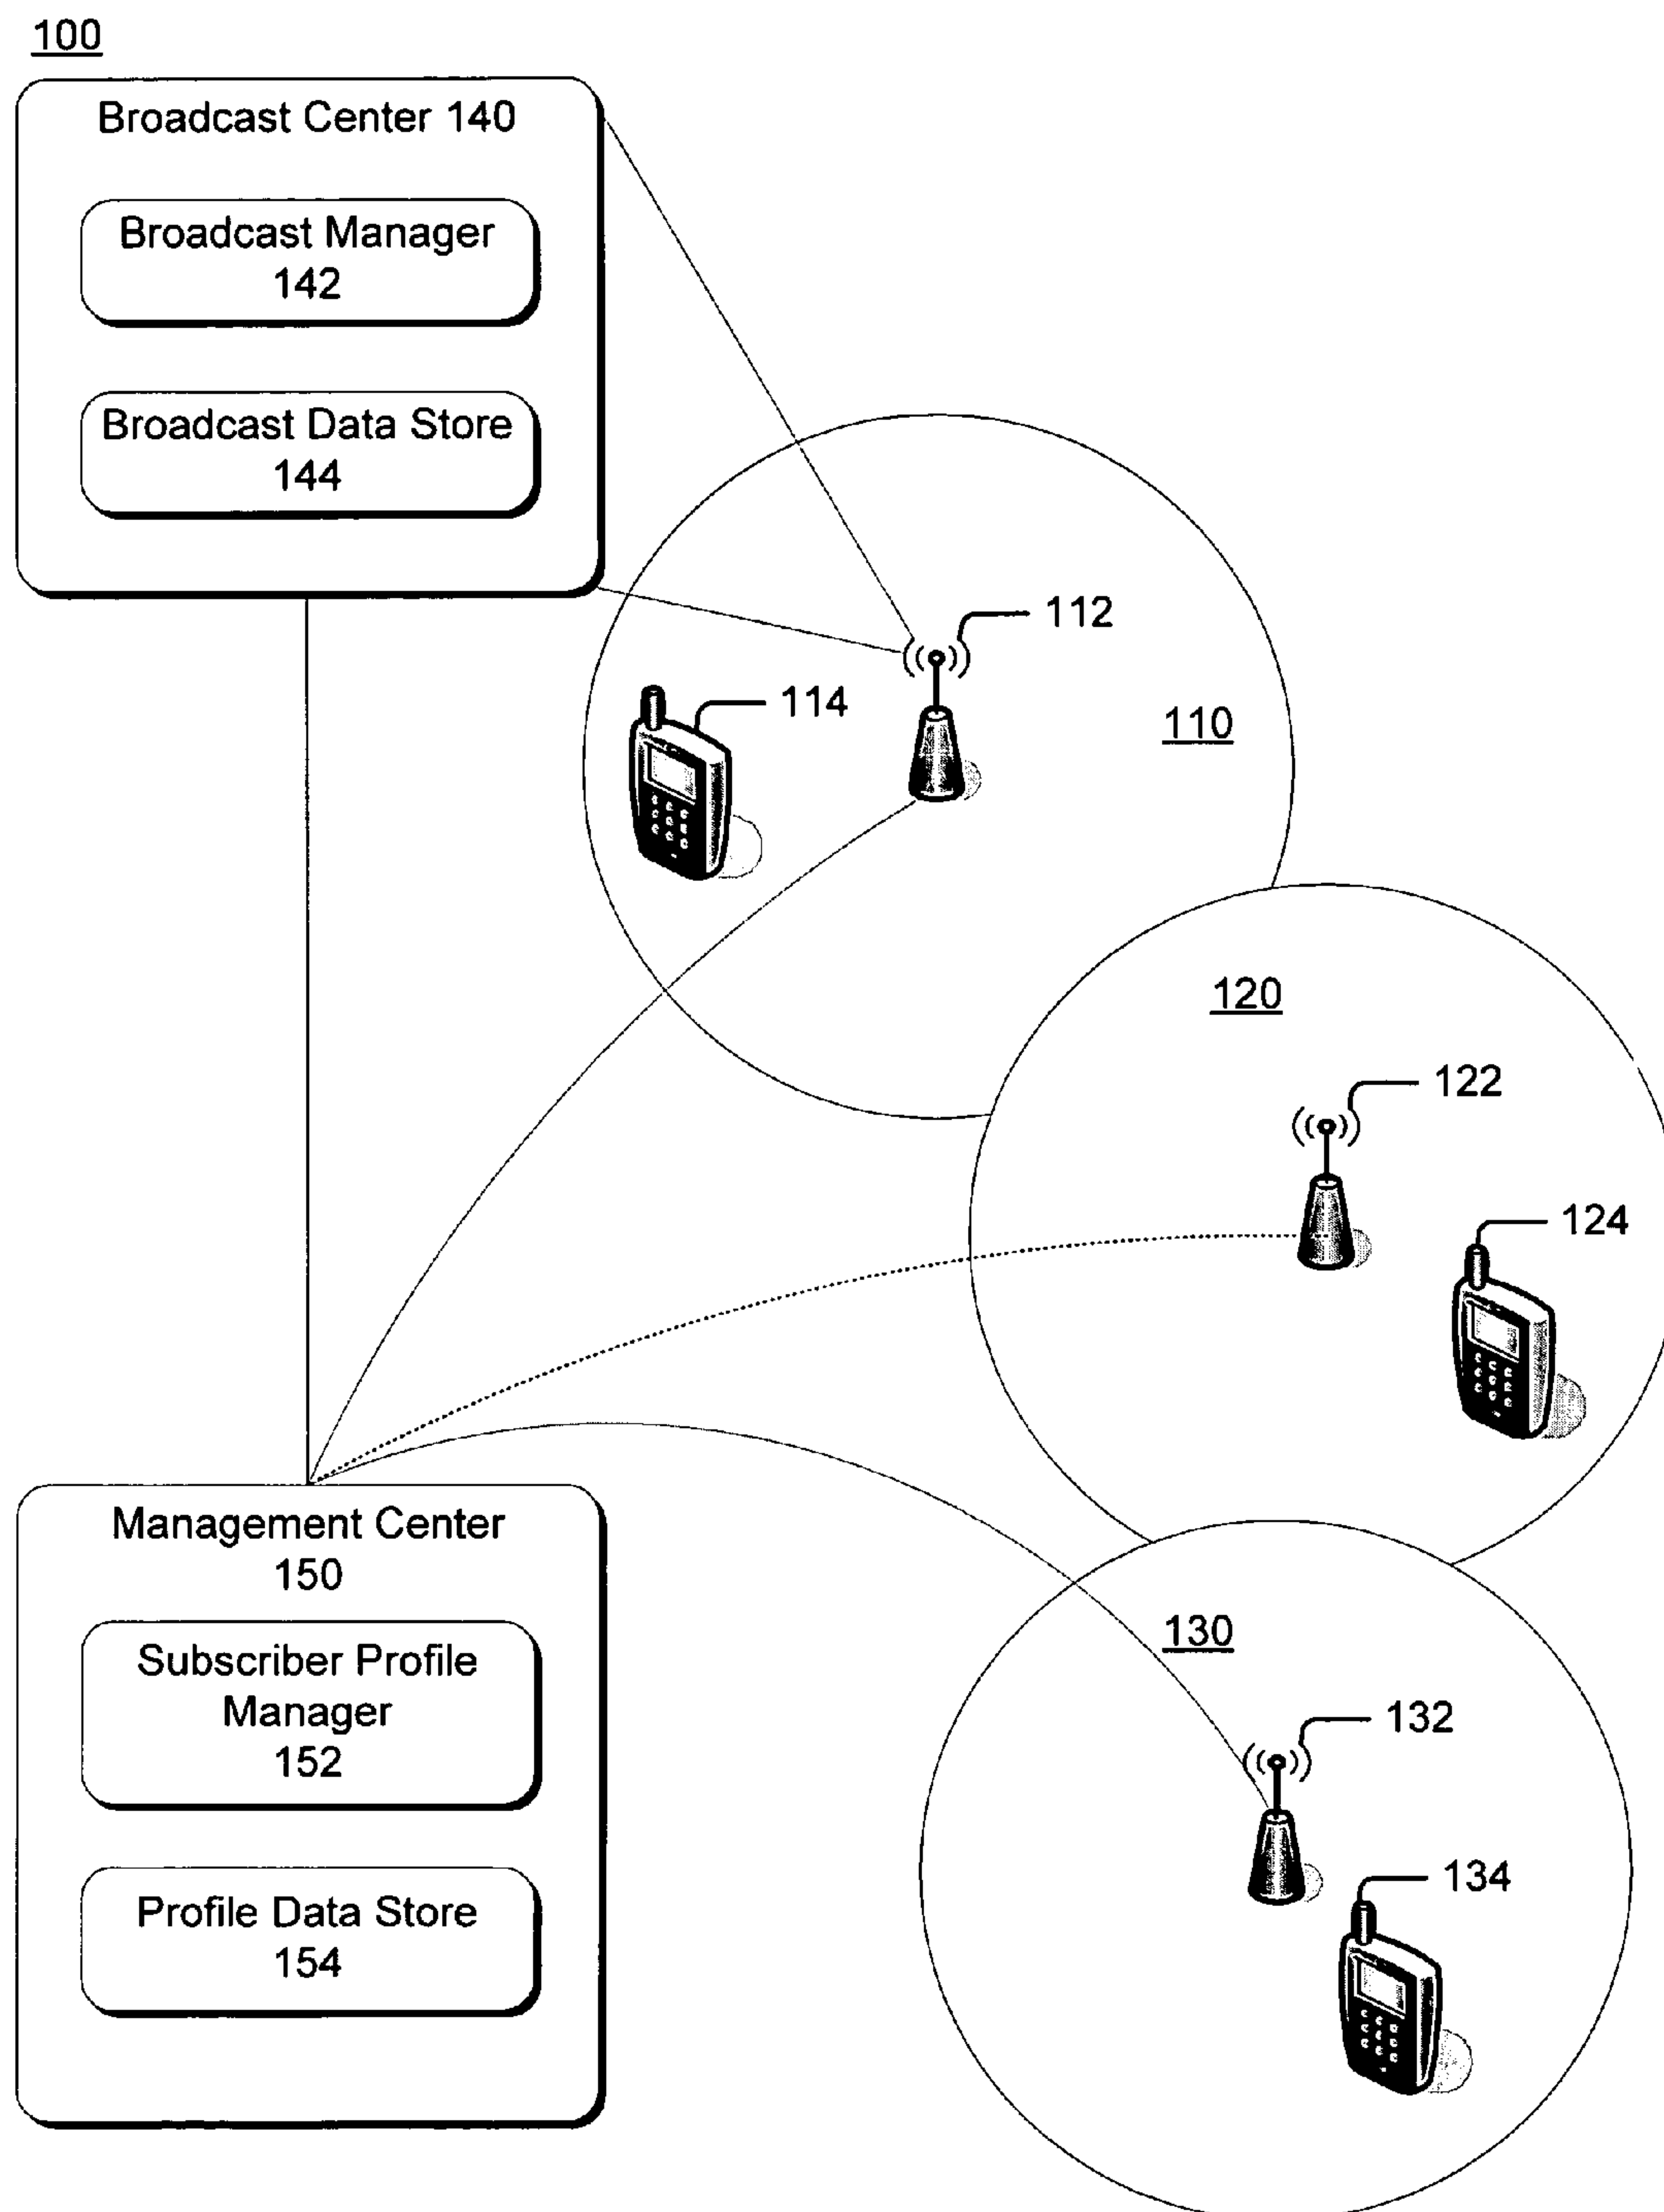 100
Broadcast Center 140
Broadcast Manager
142
Broadcast Data Store
144
112
114
110
120
122
124
Management Center
150
Subscriber Profile
Manager
152
Profile Data Store
154
130
132
134